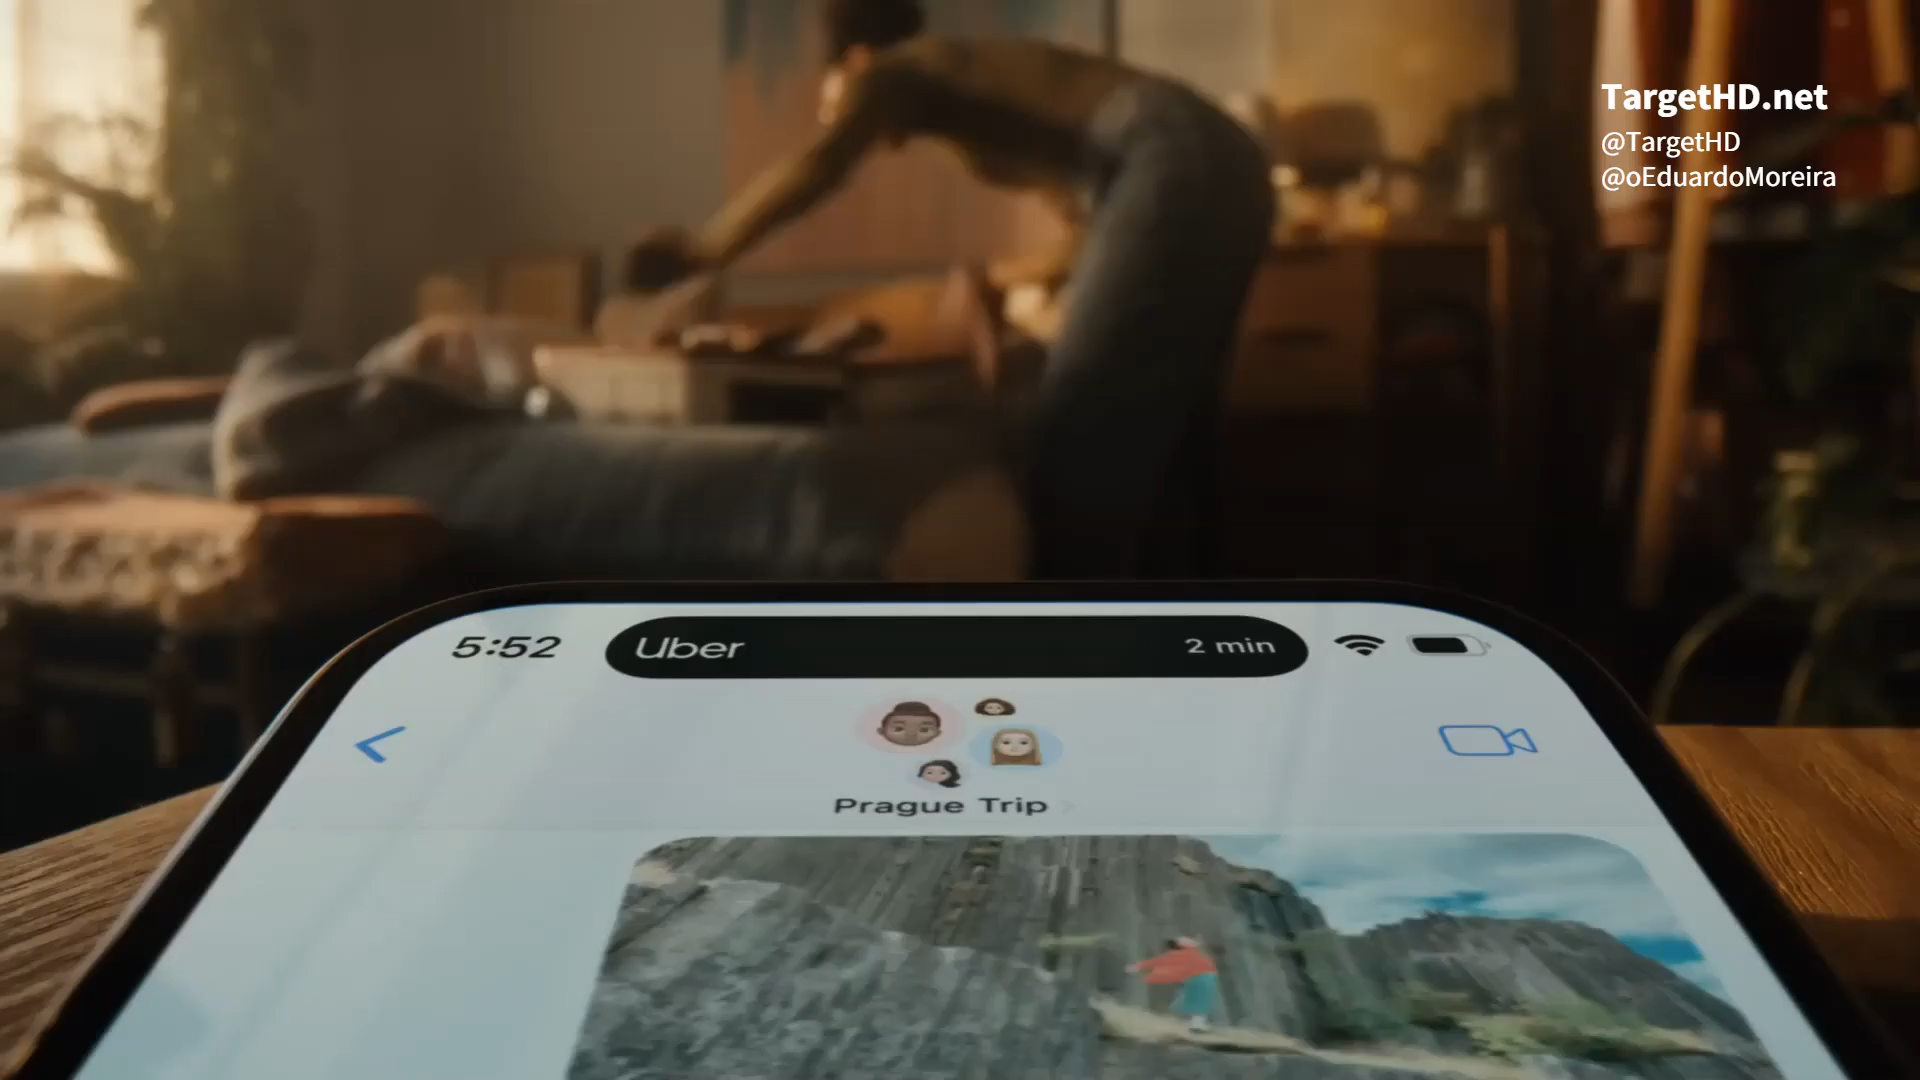 TargetHD.net
@TargetHD
@oEduardoMoreira
5:52
Uber
2 min
Prague Trip